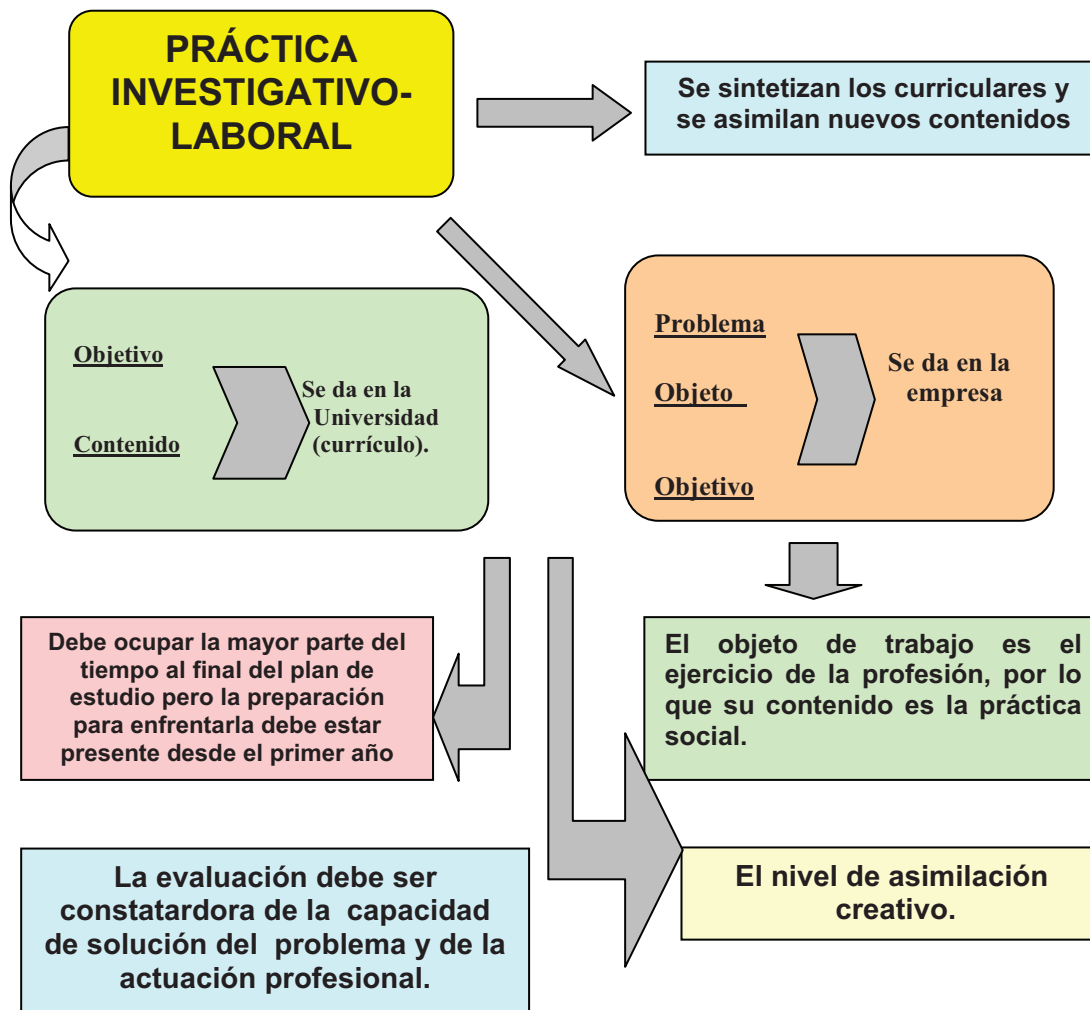 PRÁCTICA
INVESTIGATIVO-
LABORAL
Se sintetizan los curriculares y
se asimilan nuevos contenidos
Objetivo
Contenido
Se da en la
Universidad
(currículo).
Problema
Objeto
Objetivo
Se da en la
empresa
Debe ocupar la mayor parte del
tiempo al final del plan de
estudio pero la preparación
para enfrentarla debe estar
presente desde el primer año
El objeto de trabajo es el
ejercicio de la profesión, por lo
que su contenido es la práctica
social.
La evaluación debe ser
constatardora de la capacidad
de solución del problema y de la
actuación profesional.
El nivel de asimilación
creativo.